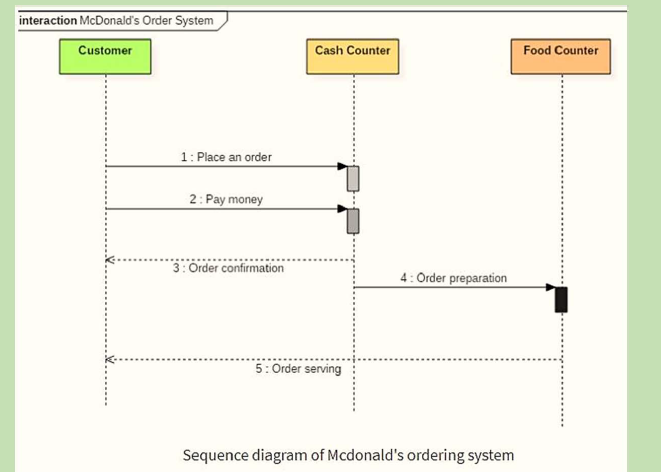 interaction McDonald's Order System
Customer
Cash Counter
Food Counter
1 : Place an order
2 : Pay money
3 : Order confirmation
4 : Order preparation
5 : Order serving
Sequence diagram of Mcdonald's ordering system